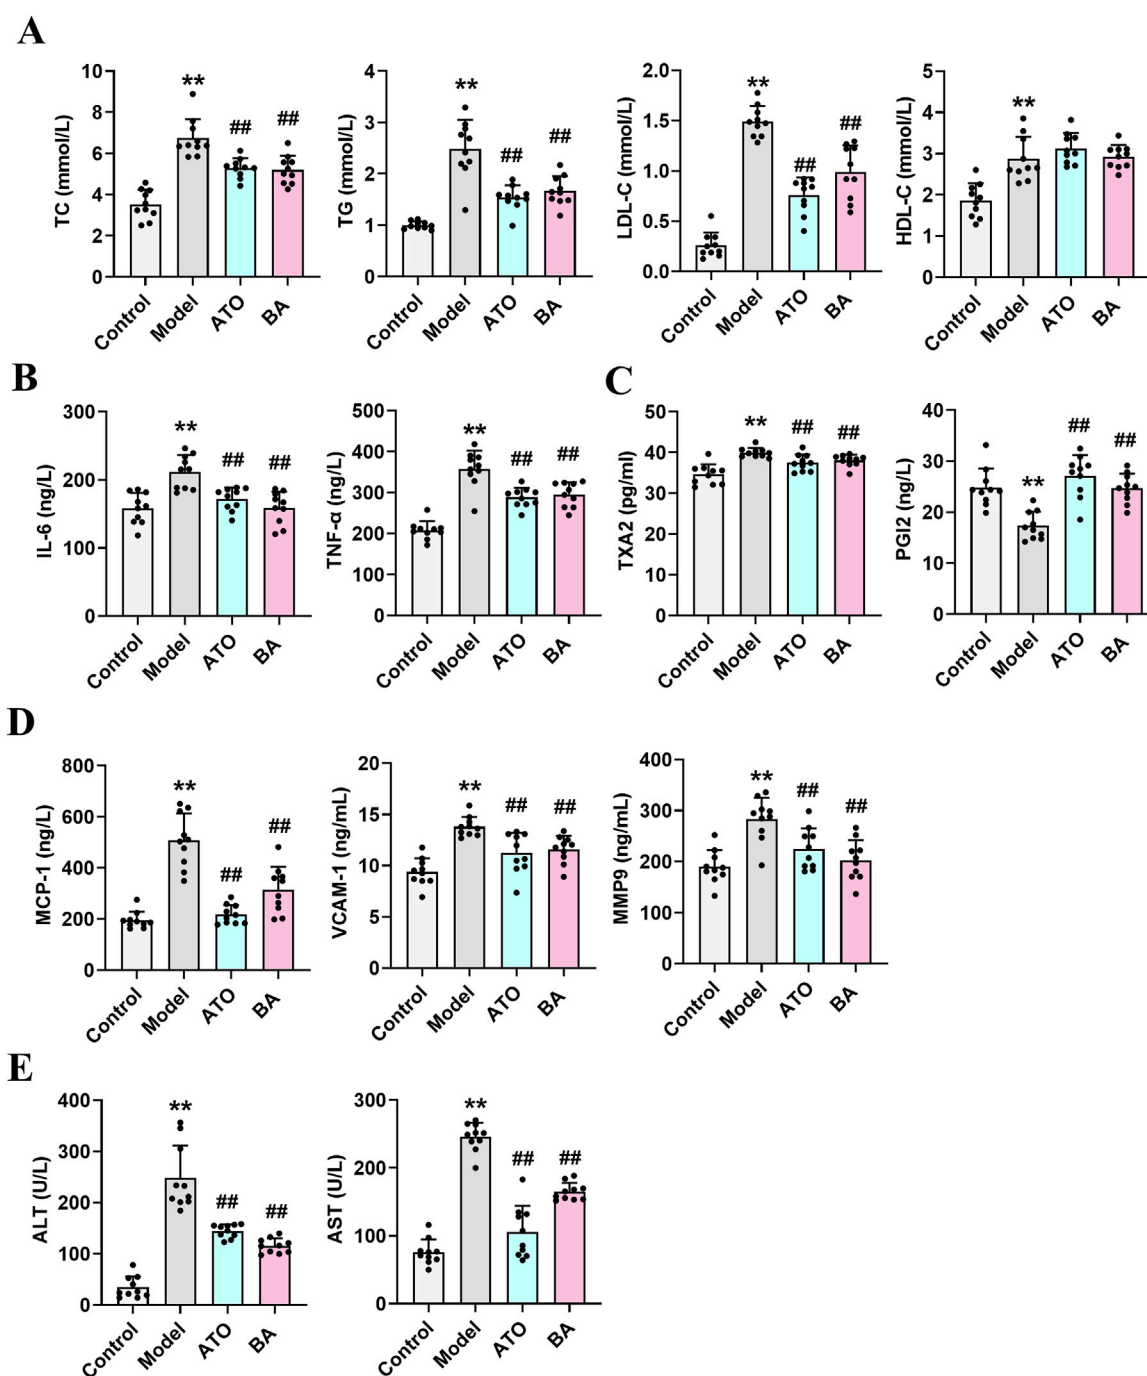 A
TC (mmol/L)
10
8
6
4
2
0
**
##
##
Control
Model
ATO
BA
TG (mmol/L)
4
3
2
1
0
**
##
##
Control
Model
ATO
BA
LDL-C (mmol/L)
2.0
1.5
1.0
0.5
0.0
**
##
##
Control
Model
ATO
BA
HDL-C (mmol/L)
5
4
3
2
1
0
**
Control
Model
ATO
BA
B
IL-6 (ng/L)
300
200
100
0
**
##
##
Control
Model
ATO
BA
TNF-α (ng/L)
500
400
300
200
100
0
**
##
##
Control
Model
ATO
BA
C
TXA2 (pg/ml)
50
40
30
20
10
0
**
##
##
Control
Model
ATO
BA
PGI2 (ng/L)
40
30
20
10
0
**
##
##
Control
Model
ATO
BA
D
MCP-1 (ng/L)
800
600
400
200
0
**
##
##
Control
Model
ATO
BA
VCAM-1 (ng/mL)
20
15
10
5
0
**
##
##
Control
Model
ATO
BA
MMP9 (ng/mL)
400
300
200
100
0
**
##
##
Control
Model
ATO
BA
E
ALT (U/L)
400
300
200
100
0
**
##
##
Control
Model
ATO
BA
AST (U/L)
300
200
100
0
**
##
##
Control
Model
ATO
BA